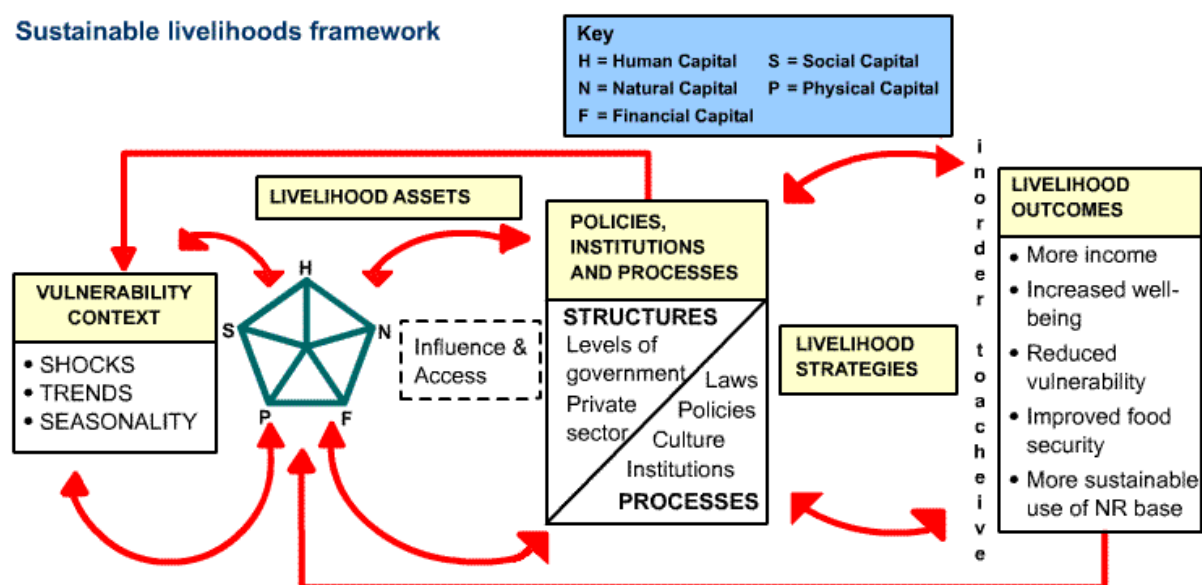 Sustainable livelihoods framework
Key
H = Human Capital S = Social Capital
N = Natural Capital P = Physical Capital
F = Financial Capital
LIVELIHOOD ASSETS
VULNERABILITY
CONTEXT
• SHOCKS
• TRENDS
• SEASONALITY
H
S
N
P
F
Influence &
Access
POLICIES,
INSTITUTIONS
AND PROCESSES
STRUCTURES
Levels of
government
Private
sector
Laws
Policies
Culture
Institutions
PROCESSES
LIVELIHOOD
STRATEGIES
inorder toacheive
LIVELIHOOD
OUTCOMES
• More income
• Increased well-
being
• Reduced
vulnerability
• Improved food
security
• More sustainable
use of NR base